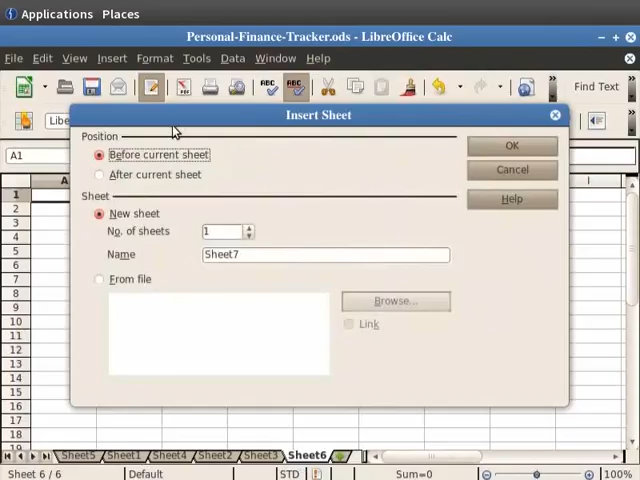 Applications Places
Personal-Finance-Tracker.ods - LibreOffice Calc
File Edit View Insert Format Tools Data Window Help
ABC ABC Find Text
Libe
A1
Insert Sheet
Position
Before current sheet
After current sheet
Sheet
New sheet
No. of sheets 1
Name Sheet7
From file
Browse...
Link
OK
Cancel
Help
A I
1
2
3
4
5
6
7
8
9
10
11
12
13
14
15
16
17
18
19
Sheet5 Sheet1 Sheet4 Sheet2 Sheet3 Sheet6
Sheet 6 / 6 Default STD Sum=0 100%